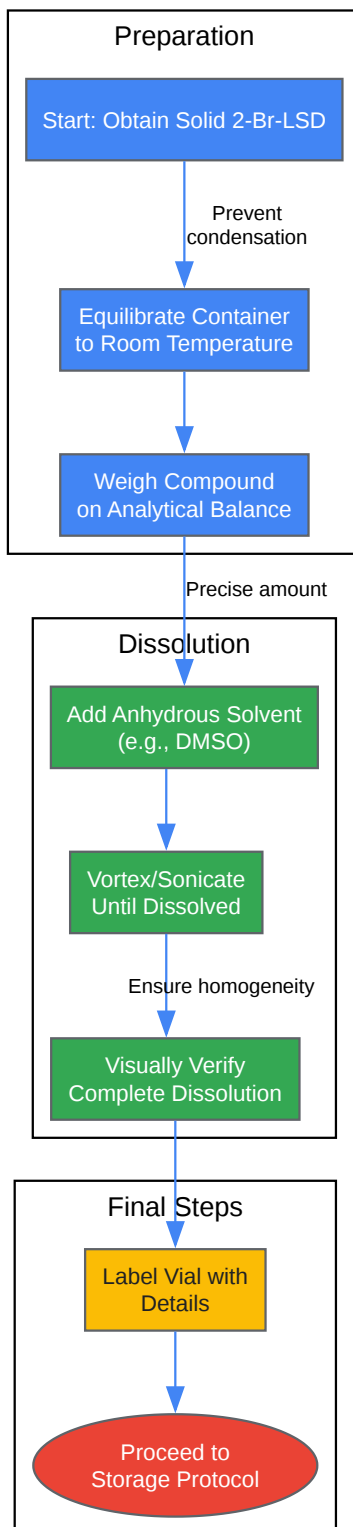 Preparation
Start: Obtain Solid 2-Br-LSD
Prevent
condensation
Equilibrate Container
to Room Temperature
Weigh Compound
on Analytical Balance
Precise amount
Dissolution
Add Anhydrous Solvent
(e.g., DMSO)
Vortex/Sonicate
Until Dissolved
Ensure homogeneity
Visually Verify
Complete Dissolution
Final Steps
Label Vial with
Details
Proceed to
Storage Protocol